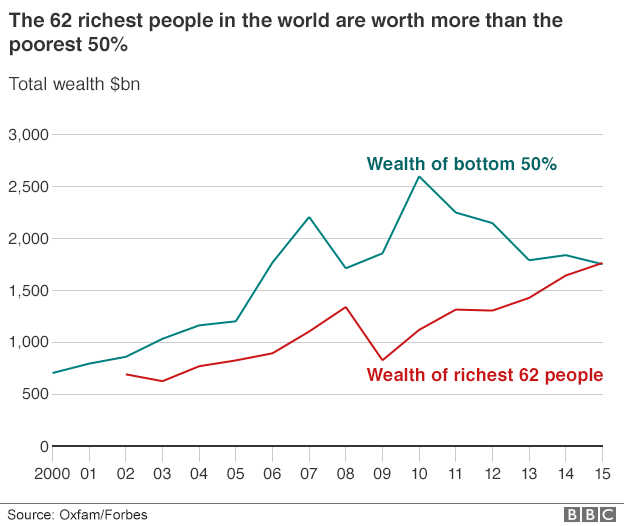 The 62 richest people in the world are worth more than the
poorest 50%
Total wealth $bn
3,000
Wealth of bottom 50%
2,500
2,000
1,500
1,000
Wealth of richest 62 people
500
0
2000 01 02 03 04 05 06 07 08 09 10 11 12 13 14 15
Source: Oxfam/Forbes
BBC